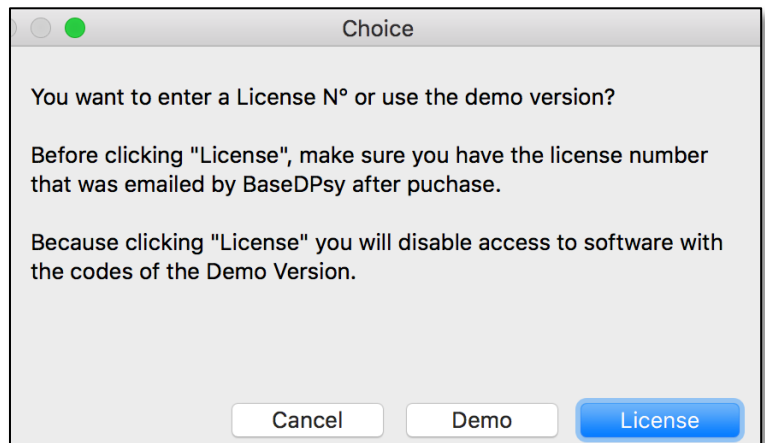 Choice
You want to enter a License N° or use the demo version?
Before clicking "License", make sure you have the license number
that was emailed by BaseDPsy after puchase.
Because clicking "License" you will disable access to software with
the codes of the Demo Version.
Cancel Demo License